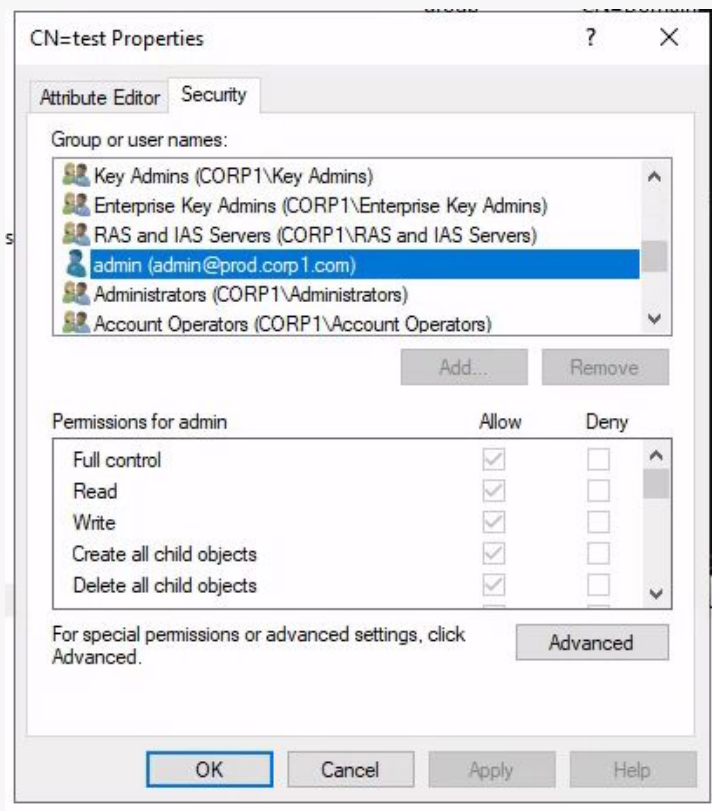 CN=test Properties
?
Attribute Editor
Security
Group or user names:
Key Admins (CORP1\Key Admins)
Enterprise Key Admins (CORP1\Enterprise Key Admins)
RAS and IAS Servers (CORP1\RAS and IAS Servers)
admin (admin@prod.corp1.com)
Administrators (CORP1\Administrators)
Account Operators (CORP1\Account Operators)
Add...
Remove
Permissions for admin
Allow
Deny
Full control
Read
Write
Create all child objects
Delete all child objects
For special permissions or advanced settings, click
Advanced.
Advanced
OK
Cancel
Apply
Help